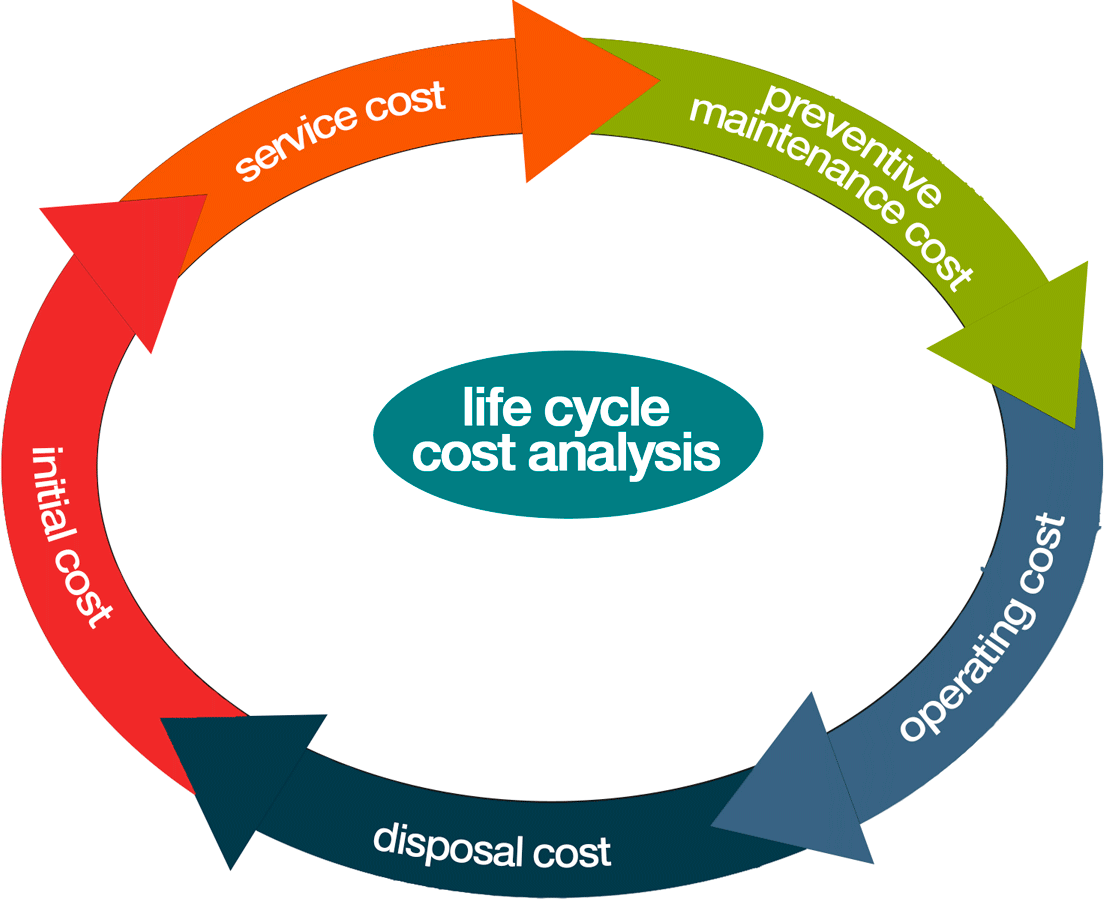 service cost
preventive
maintenance cost
life cycle
cost analysis
initial cost
operating cost
disposal cost